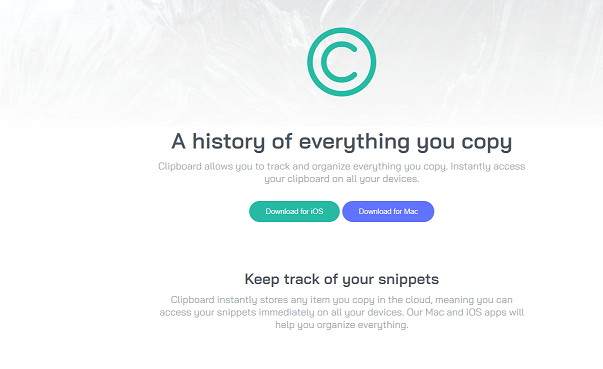 A history of everything you copy
Clipboard allows you to track and organize everything you copy. Instantly access
your clipboard on all your devices.
Download for iOS
Download for Mac
Keep track of your snippets
Clipboard instantly stores any item you copy in the cloud, meaning you can
access your snippets immediately on all your devices. Our Mac and iOS apps will
help you organize everything.